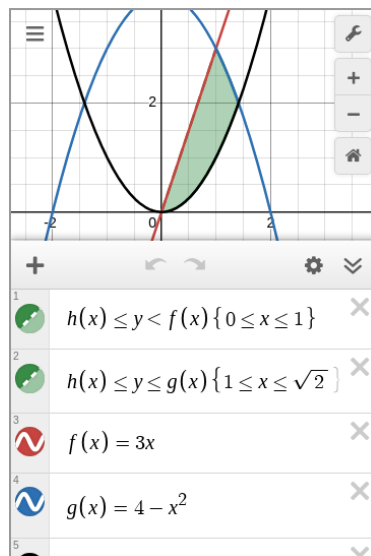 2
-2
0
2
1
h(x) ≤ y < f(x) {0 ≤ x ≤ 1}
2
h(x) ≤ y ≤ g(x) {1 ≤ x ≤ √2 }
3
f(x) = 3x
4
g(x) = 4 − x²
5